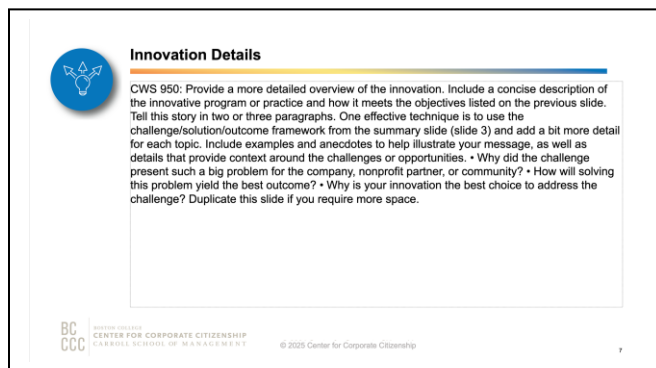 Innovation Details
CWS 950: Provide a more detailed overview of the innovation. Include a concise description of
the innovative program or practice and how it meets the objectives listed on the previous slide.
Tell this story in two or three paragraphs. One effective technique is to use the
challenge/solution/outcome framework from the summary slide (slide 3) and add a bit more detail
for each topic. Include examples and anecdotes to help illustrate your message, as well as
details that provide context around the challenges or opportunities. • Why did the challenge
present such a big problem for the company, nonprofit partner, or community? • How will solving
this problem yield the best outcome? • Why is your innovation the best choice to address the
challenge? Duplicate this slide if you require more space.
BC
CCC
BOSTON COLLEGE
CENTER FOR CORPORATE CITIZENSHIP
CARROLL SCHOOL OF MANAGEMENT
© 2025 Center for Corporate Citizenship
7